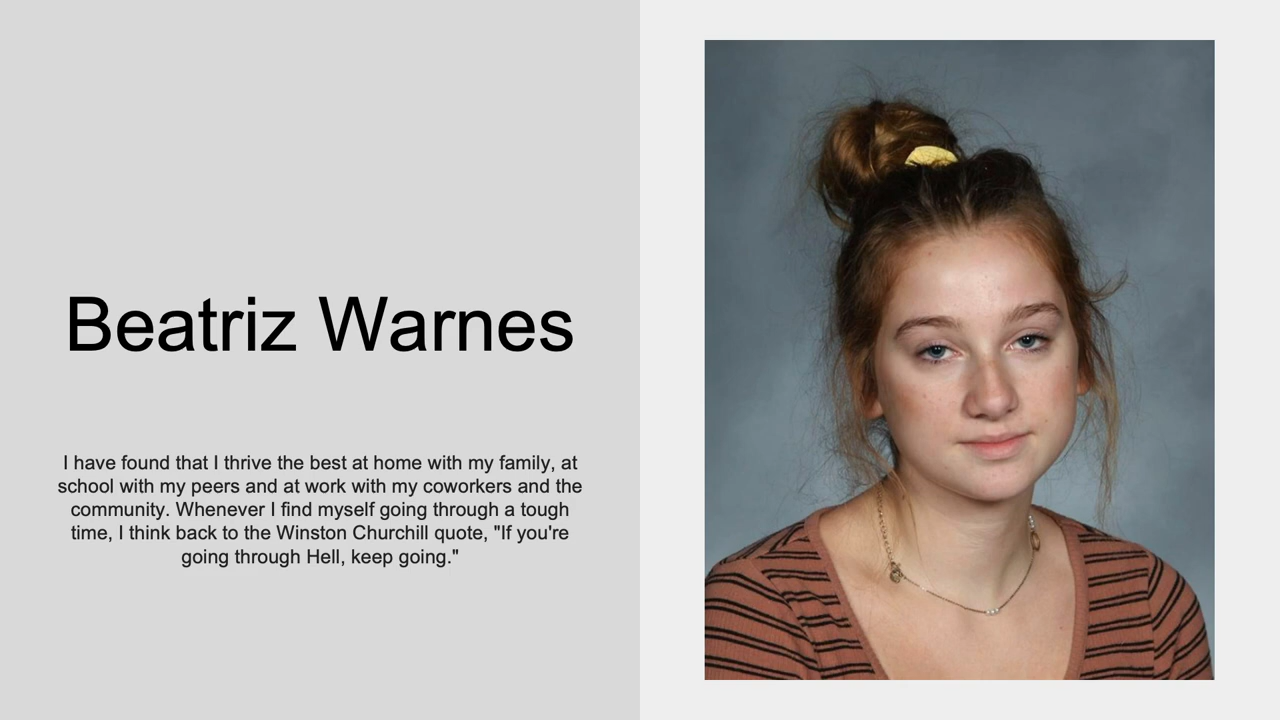 Beatriz Warnes
I have found that I thrive the best at home with my family, at
school with my peers and at work with my coworkers and the
community. Whenever I find myself going through a tough
time, I think back to the Winston Churchill quote, "If you're
going through Hell, keep going."